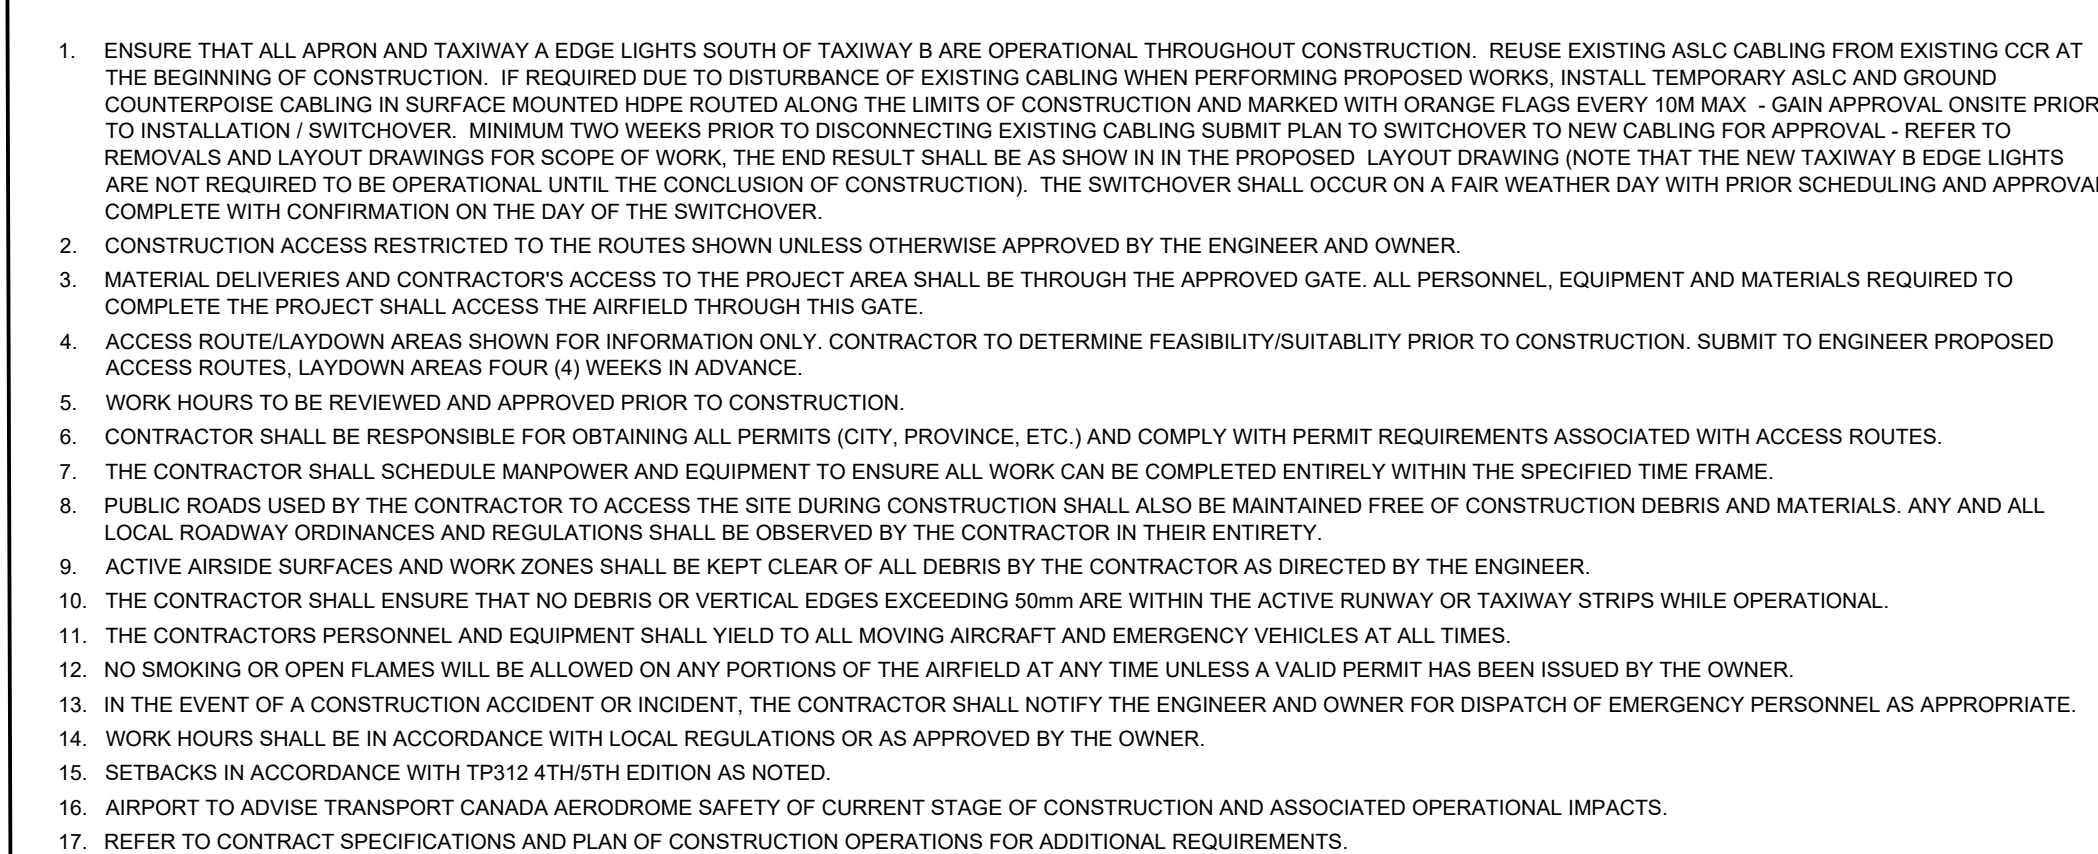 1. ENSURE THAT ALL APRON AND TAXIWAY A EDGE LIGHTS SOUTH OF TAXIWAY B ARE OPERATIONAL THROUGHOUT CONSTRUCTION. REUSE EXISTING ASLC CABLING FROM EXISTING CCR AT
THE BEGINNING OF CONSTRUCTION. IF REQUIRED DUE TO DISTURBANCE OF EXISTING CABLING WHEN PERFORMING PROPOSED WORKS, INSTALL TEMPORARY ASLC AND GROUND
COUNTERPOISE CABLING IN SURFACE MOUNTED HDPE ROUTED ALONG THE LIMITS OF CONSTRUCTION AND MARKED WITH ORANGE FLAGS EVERY 10M MAX - GAIN APPROVAL ONSITE PRIOR
TO INSTALLATION / SWITCHOVER. MINIMUM TWO WEEKS PRIOR TO DISCONNECTING EXISTING CABLING SUBMIT PLAN TO SWITCHOVER TO NEW CABLING FOR APPROVAL - REFER TO
REMOVALS AND LAYOUT DRAWINGS FOR SCOPE OF WORK, THE END RESULT SHALL BE AS SHOW IN IN THE PROPOSED LAYOUT DRAWING (NOTE THAT THE NEW TAXIWAY B EDGE LIGHTS
ARE NOT REQUIRED TO BE OPERATIONAL UNTIL THE CONCLUSION OF CONSTRUCTION). THE SWITCHOVER SHALL OCCUR ON A FAIR WEATHER DAY WITH PRIOR SCHEDULING AND APPROVAL
COMPLETE WITH CONFIRMATION ON THE DAY OF THE SWITCHOVER.
2. CONSTRUCTION ACCESS RESTRICTED TO THE ROUTES SHOWN UNLESS OTHERWISE APPROVED BY THE ENGINEER AND OWNER.
3. MATERIAL DELIVERIES AND CONTRACTOR'S ACCESS TO THE PROJECT AREA SHALL BE THROUGH THE APPROVED GATE. ALL PERSONNEL, EQUIPMENT AND MATERIALS REQUIRED TO
COMPLETE THE PROJECT SHALL ACCESS THE AIRFIELD THROUGH THIS GATE.
4. ACCESS ROUTE/LAYDOWN AREAS SHOWN FOR INFORMATION ONLY. CONTRACTOR TO DETERMINE FEASIBILITY/SUITABLITY PRIOR TO CONSTRUCTION. SUBMIT TO ENGINEER PROPOSED
ACCESS ROUTES, LAYDOWN AREAS FOUR (4) WEEKS IN ADVANCE.
5. WORK HOURS TO BE REVIEWED AND APPROVED PRIOR TO CONSTRUCTION.
6. CONTRACTOR SHALL BE RESPONSIBLE FOR OBTAINING ALL PERMITS (CITY, PROVINCE, ETC.) AND COMPLY WITH PERMIT REQUIREMENTS ASSOCIATED WITH ACCESS ROUTES.
7. THE CONTRACTOR SHALL SCHEDULE MANPOWER AND EQUIPMENT TO ENSURE ALL WORK CAN BE COMPLETED ENTIRELY WITHIN THE SPECIFIED TIME FRAME.
8. PUBLIC ROADS USED BY THE CONTRACTOR TO ACCESS THE SITE DURING CONSTRUCTION SHALL ALSO BE MAINTAINED FREE OF CONSTRUCTION DEBRIS AND MATERIALS. ANY AND ALL
LOCAL ROADWAY ORDINANCES AND REGULATIONS SHALL BE OBSERVED BY THE CONTRACTOR IN THEIR ENTIRETY.
9. ACTIVE AIRSIDE SURFACES AND WORK ZONES SHALL BE KEPT CLEAR OF ALL DEBRIS BY THE CONTRACTOR AS DIRECTED BY THE ENGINEER.
10. THE CONTRACTOR SHALL ENSURE THAT NO DEBRIS OR VERTICAL EDGES EXCEEDING 50mm ARE WITHIN THE ACTIVE RUNWAY OR TAXIWAY STRIPS WHILE OPERATIONAL.
11. THE CONTRACTORS PERSONNEL AND EQUIPMENT SHALL YIELD TO ALL MOVING AIRCRAFT AND EMERGENCY VEHICLES AT ALL TIMES.
12. NO SMOKING OR OPEN FLAMES WILL BE ALLOWED ON ANY PORTIONS OF THE AIRFIELD AT ANY TIME UNLESS A VALID PERMIT HAS BEEN ISSUED BY THE OWNER.
13. IN THE EVENT OF A CONSTRUCTION ACCIDENT OR INCIDENT, THE CONTRACTOR SHALL NOTIFY THE ENGINEER AND OWNER FOR DISPATCH OF EMERGENCY PERSONNEL AS APPROPRIATE.
14. WORK HOURS SHALL BE IN ACCORDANCE WITH LOCAL REGULATIONS OR AS APPROVED BY THE OWNER.
15. SETBACKS IN ACCORDANCE WITH TP312 4TH/5TH EDITION AS NOTED.
16. AIRPORT TO ADVISE TRANSPORT CANADA AERODROME SAFETY OF CURRENT STAGE OF CONSTRUCTION AND ASSOCIATED OPERATIONAL IMPACTS.
17. REFER TO CONTRACT SPECIFICATIONS AND PLAN OF CONSTRUCTION OPERATIONS FOR ADDITIONAL REQUIREMENTS.